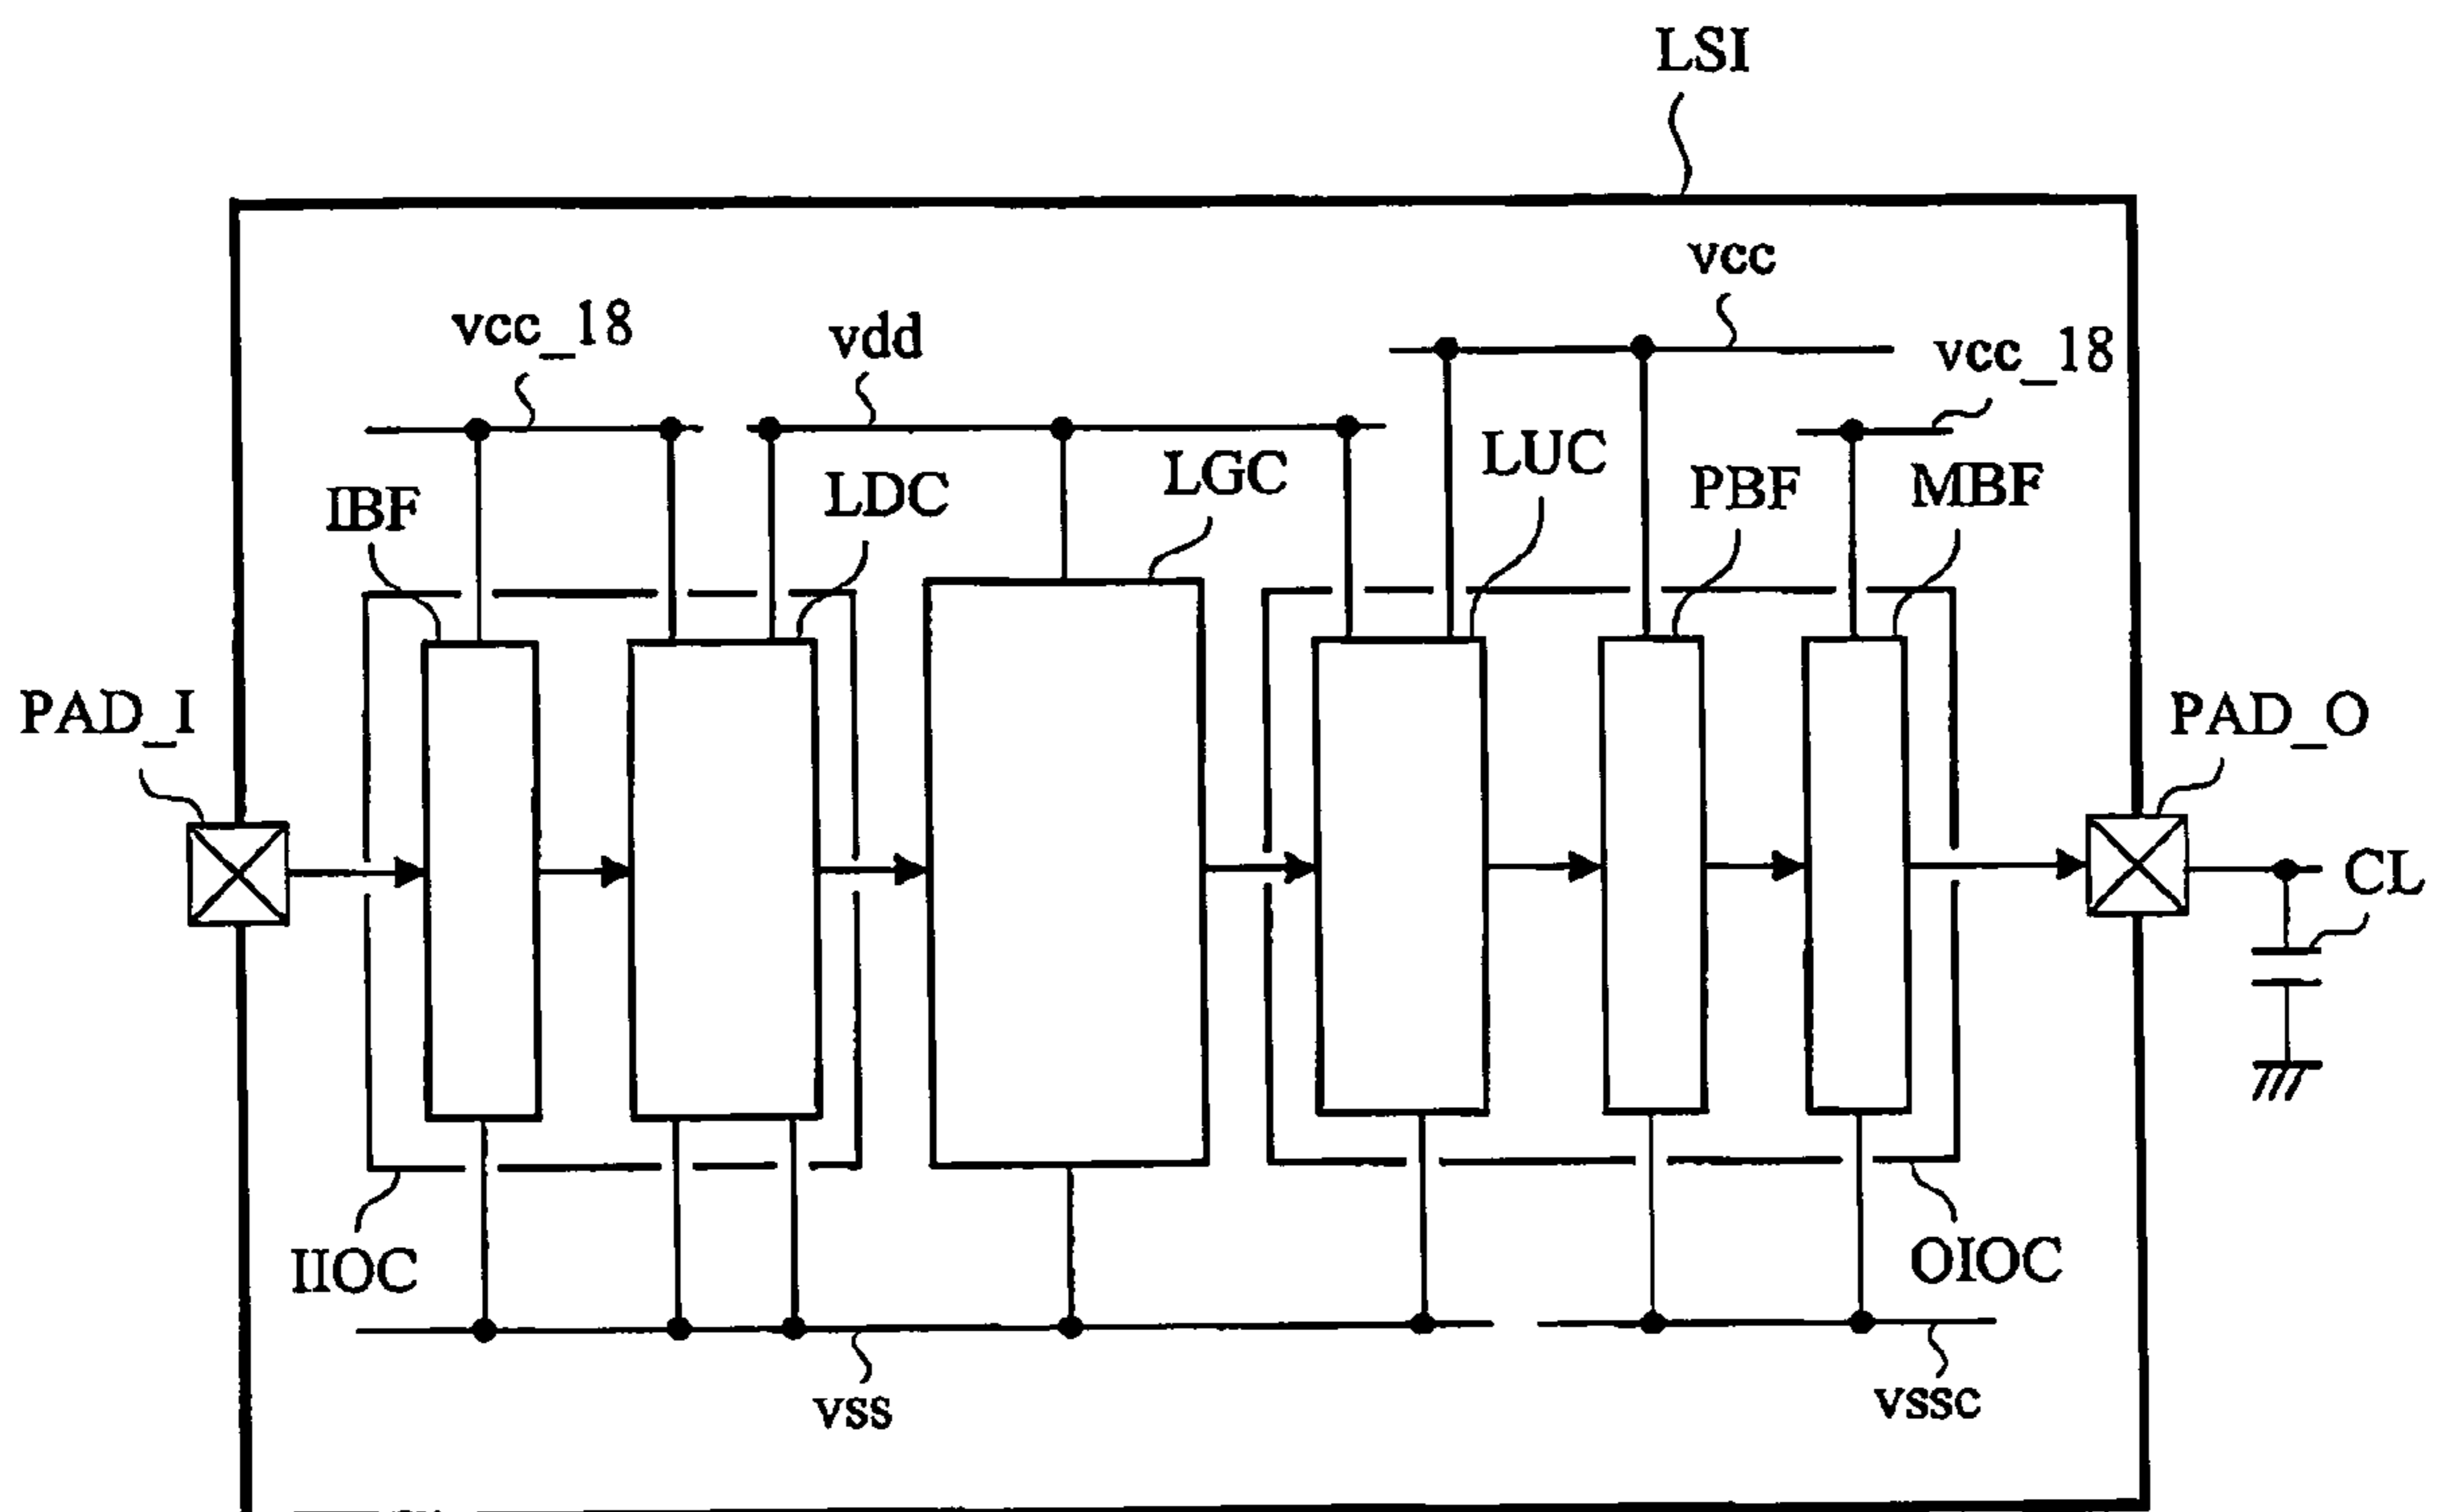 LSI
vcc
vcc_18
vdd
vcc_18
IBF
LDC
LGC
LUC
PBF
MBF
PAD_I
PAD_O
CL
IIOC
OIOC
vss
vssc